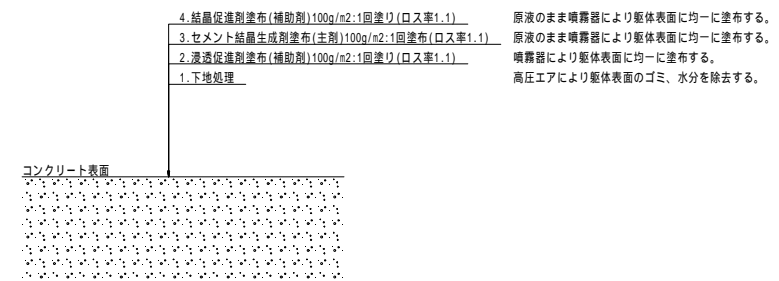 4.結晶促進剤塗布(補助剤)100g/m2:1回塗り(ロス率1.1) 原液のまま噴霧器により躯体表面に均一に塗布する。
3.セメント結晶生成剤塗布(主剤)100g/m2:1回塗布(ロス率1.1) 原液のまま噴霧器により躯体表面に均一に塗布する。
2.浸透促進剤塗布(補助剤)100g/m2:1回塗り(ロス率1.1) 噴霧器により躯体表面に均一に塗布する。
1.下地処理 高圧エアにより躯体表面のゴミ、水分を除去する。
コンクリート表面